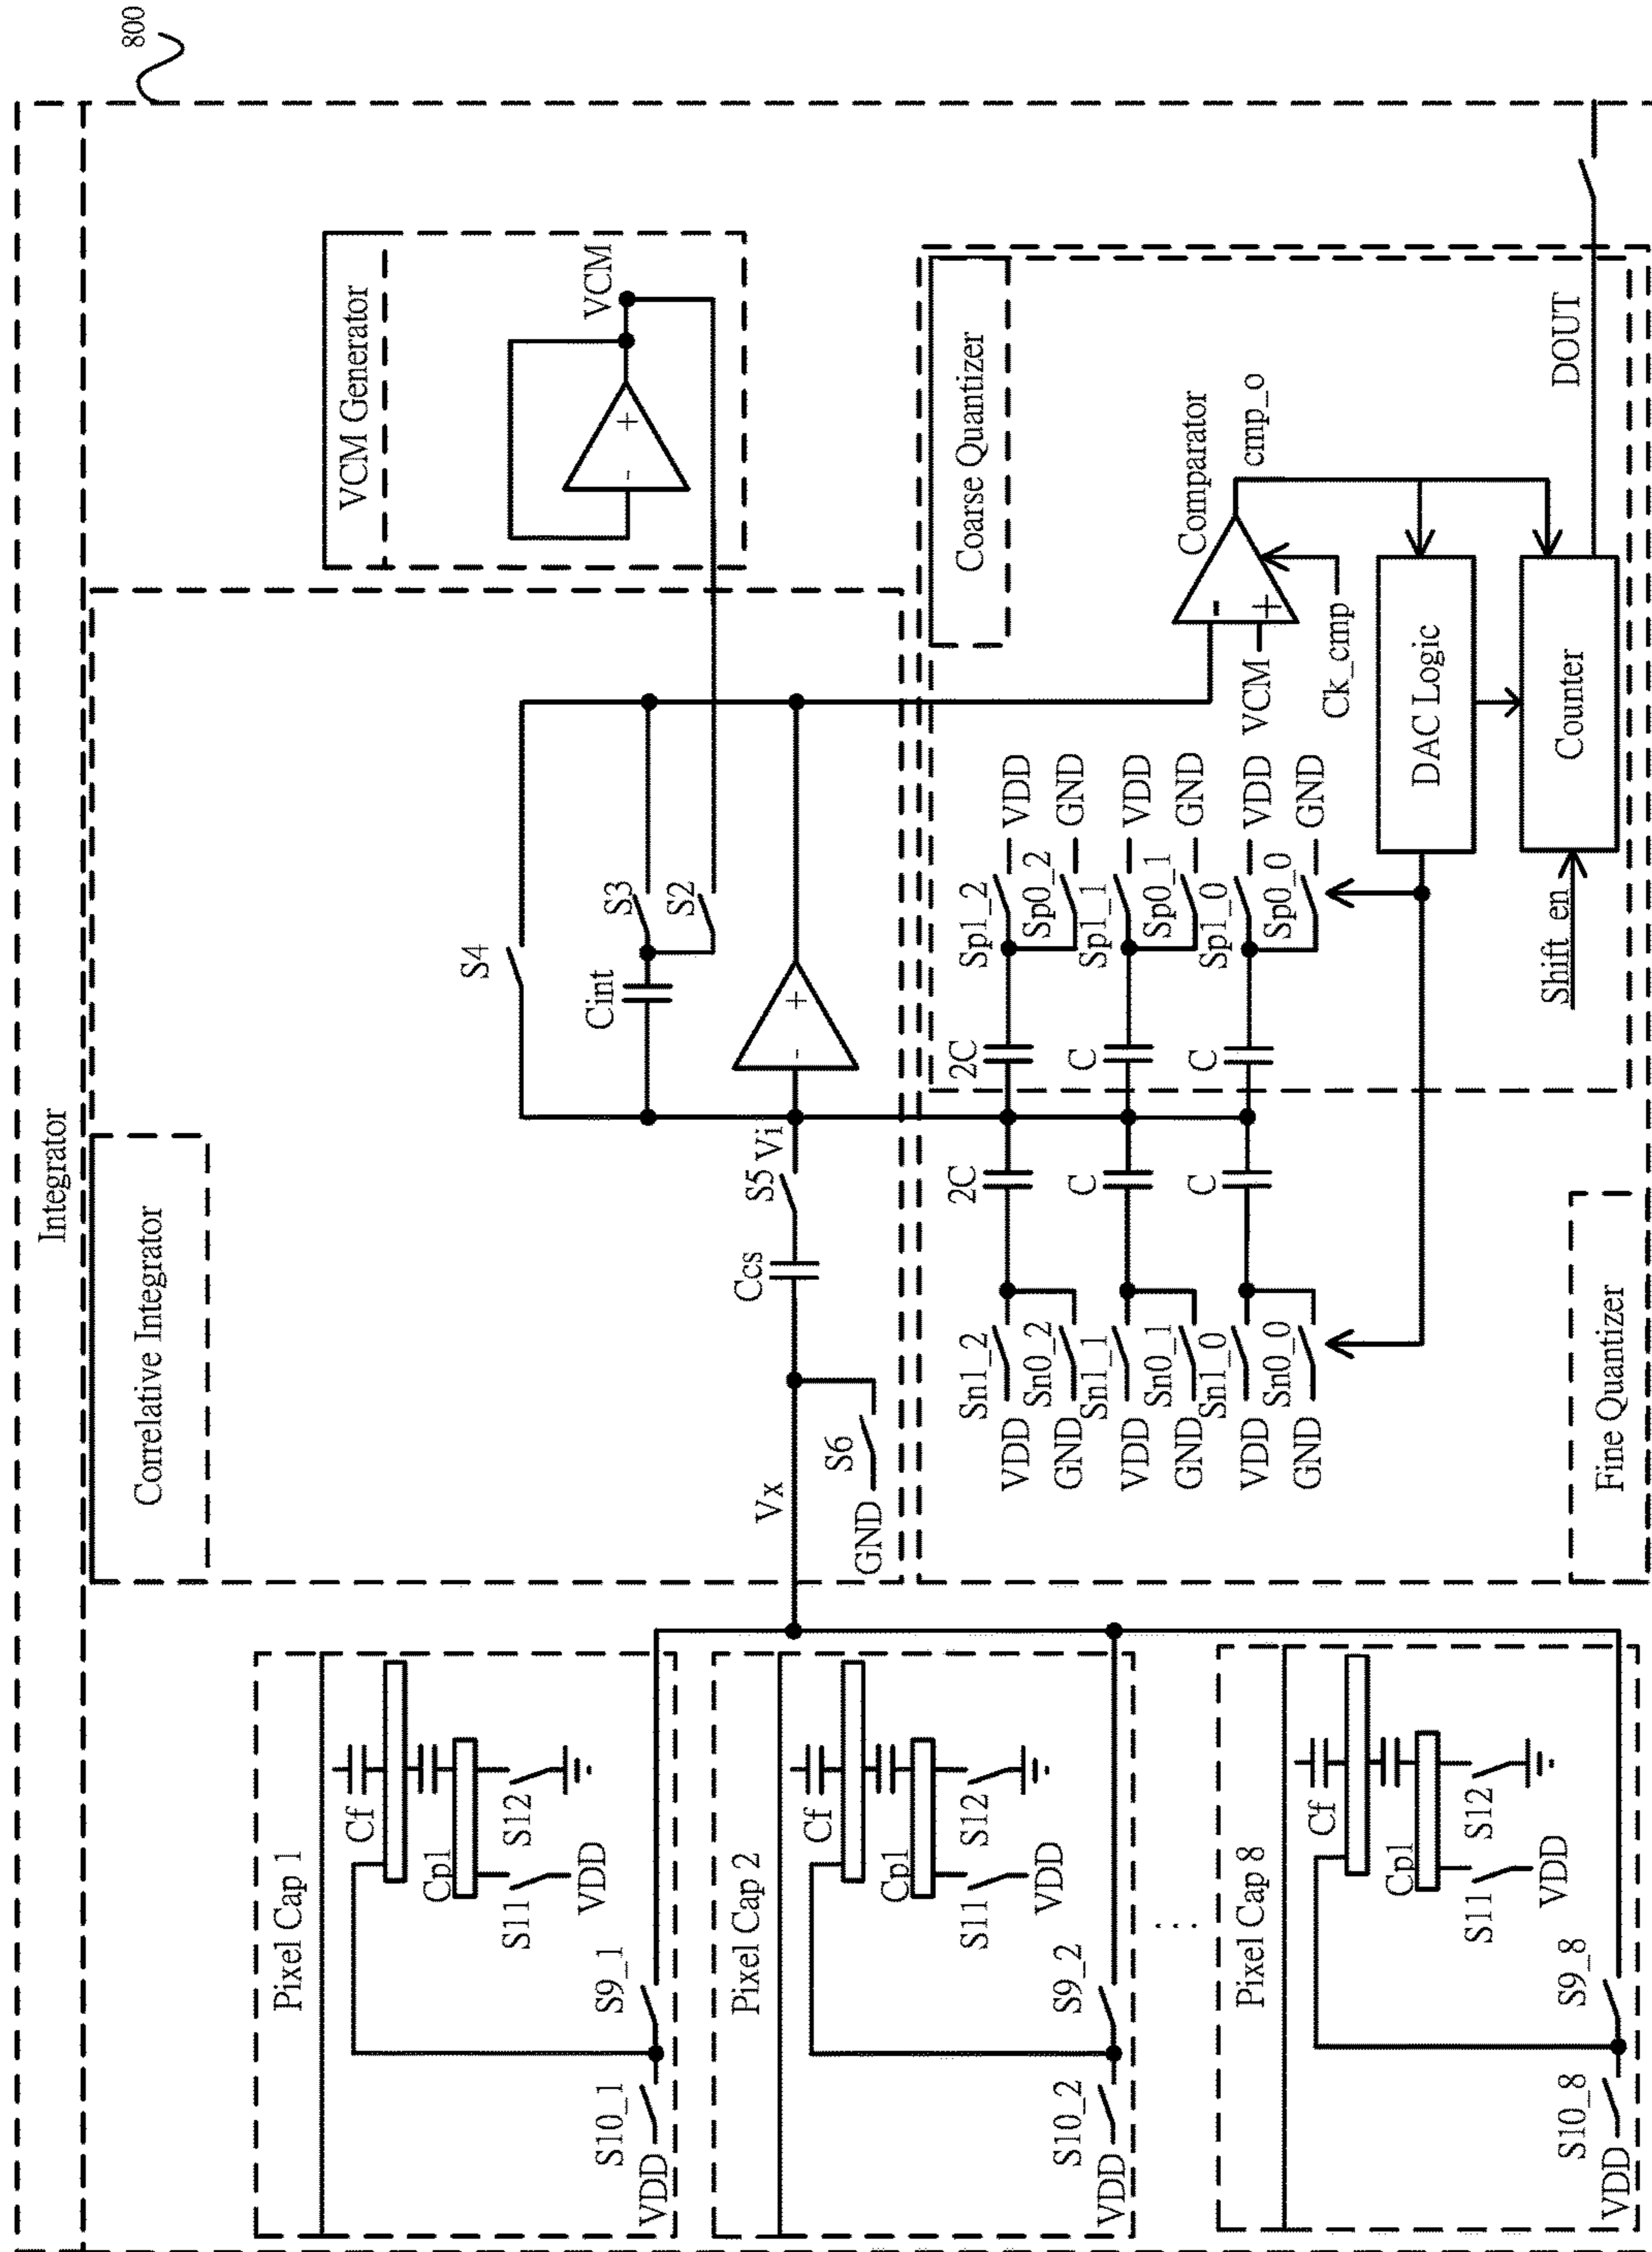 800
Integrator
Correlative Integrator
VCM Generator
VCM
+
-
S4
Cint
S3
S2
+
-
Vx
S6
GND
Ccs
S5
Vi
Pixel Cap 1
Cf
Cp1
S11
S12
VDD
S10_1
S9_1
VDD
Pixel Cap 2
Cf
Cp1
S11
S12
VDD
S10_2
S9_2
VDD
...
Pixel Cap 8
Cf
Cp1
S11
S12
VDD
S10_8
S9_8
VDD
Fine Quantizer
Sn1_2
VDD
Sn0_2
GND
Sn1_1
VDD
Sn0_1
GND
Sn1_0
VDD
Sn0_0
GND
2C
C
C
2C
C
C
Sp1_2
VDD
Sp0_2
GND
Sp1_1
VDD
Sp0_1
GND
Sp1_0
VDD
Sp0_0
GND
Coarse Quantizer
Comparator
cmp_o
-
+
VCM
Ck_cmp
DAC Logic
Counter
Shift_en
DOUT